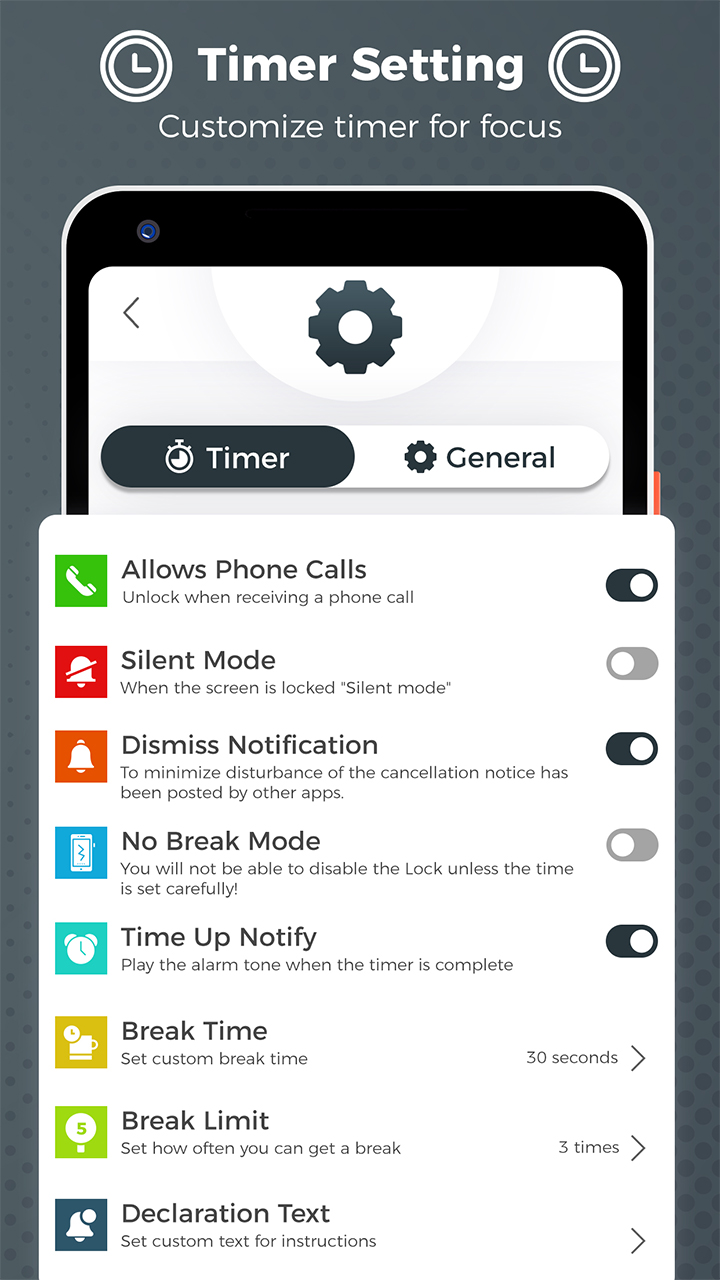 Timer Setting
Customize timer for focus
Timer
General
Allows Phone Calls
Unlock when receiving a phone call
Silent Mode
When the screen is locked "Silent mode"
Dismiss Notification
To minimize disturbance of the cancellation notice has
been posted by other apps.
No Break Mode
You will not be able to disable the Lock unless the time
is set carefully!
Time Up Notify
Play the alarm tone when the timer is complete
Break Time
Set custom break time
30 seconds
5
Break Limit
Set how often you can get a break
3 times
Declaration Text
Set custom text for instructions